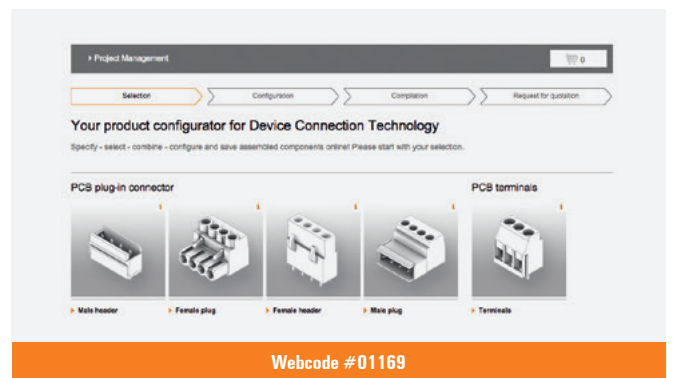 Project Management
0
Selection
Configuration
Compilation
Request for quotation
Your product configurator for Device Connection Technology
Specify - select - combine - configure and save assembled components online! Please start with your selection.
PCB plug-in connector
PCB terminals
i
i
i
i
i
Male header
Female plug
Female header
Male plug
Terminals
Webcode #01169